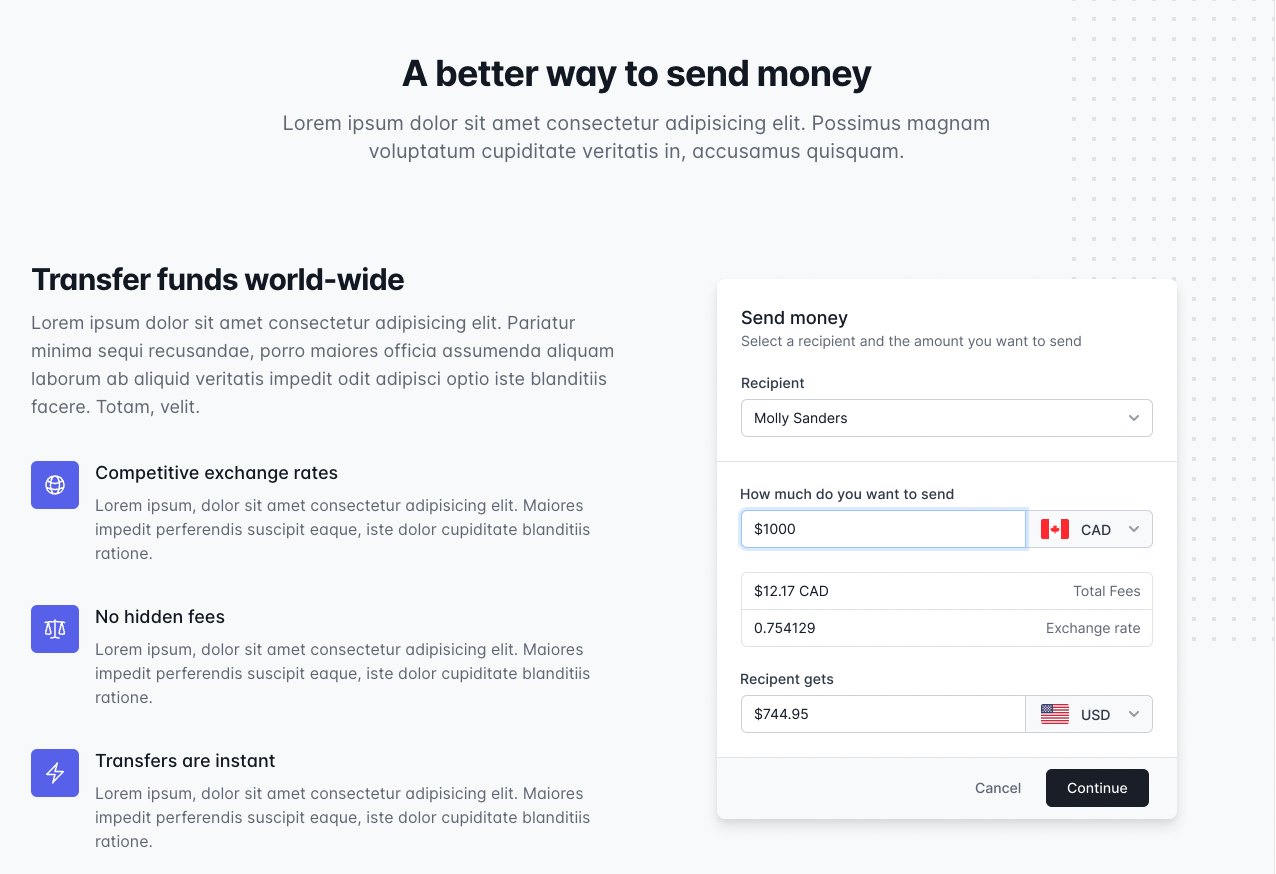 A better way to send money
Lorem ipsum dolor sit amet consectetur adipisicing elit. Possimus magnam
voluptatum cupiditate veritatis in, accusamus quisquam.
Transfer funds world-wide
Lorem ipsum dolor sit amet consectetur adipisicing elit. Pariatur
minima sequi recusandae, porro maiores officia assumenda aliquam
laborum ab aliquid veritatis impedit odit adipisci optio iste blanditiis
facere. Totam, velit.
Competitive exchange rates
Lorem ipsum, dolor sit amet consectetur adipisicing elit. Maiores
impedit perferendis suscipit eaque, iste dolor cupiditate blanditiis
ratione.
No hidden fees
Lorem ipsum, dolor sit amet consectetur adipisicing elit. Maiores
impedit perferendis suscipit eaque, iste dolor cupiditate blanditiis
ratione.
Transfers are instant
Lorem ipsum, dolor sit amet consectetur adipisicing elit. Maiores
impedit perferendis suscipit eaque, iste dolor cupiditate blanditiis
ratione.
Send money
Select a recipient and the amount you want to send
Recipient
Molly Sanders
How much do you want to send
$1000 CAD
$12.17 CAD Total Fees
0.754129 Exchange rate
Recipent gets
$744.95 USD
Cancel Continue